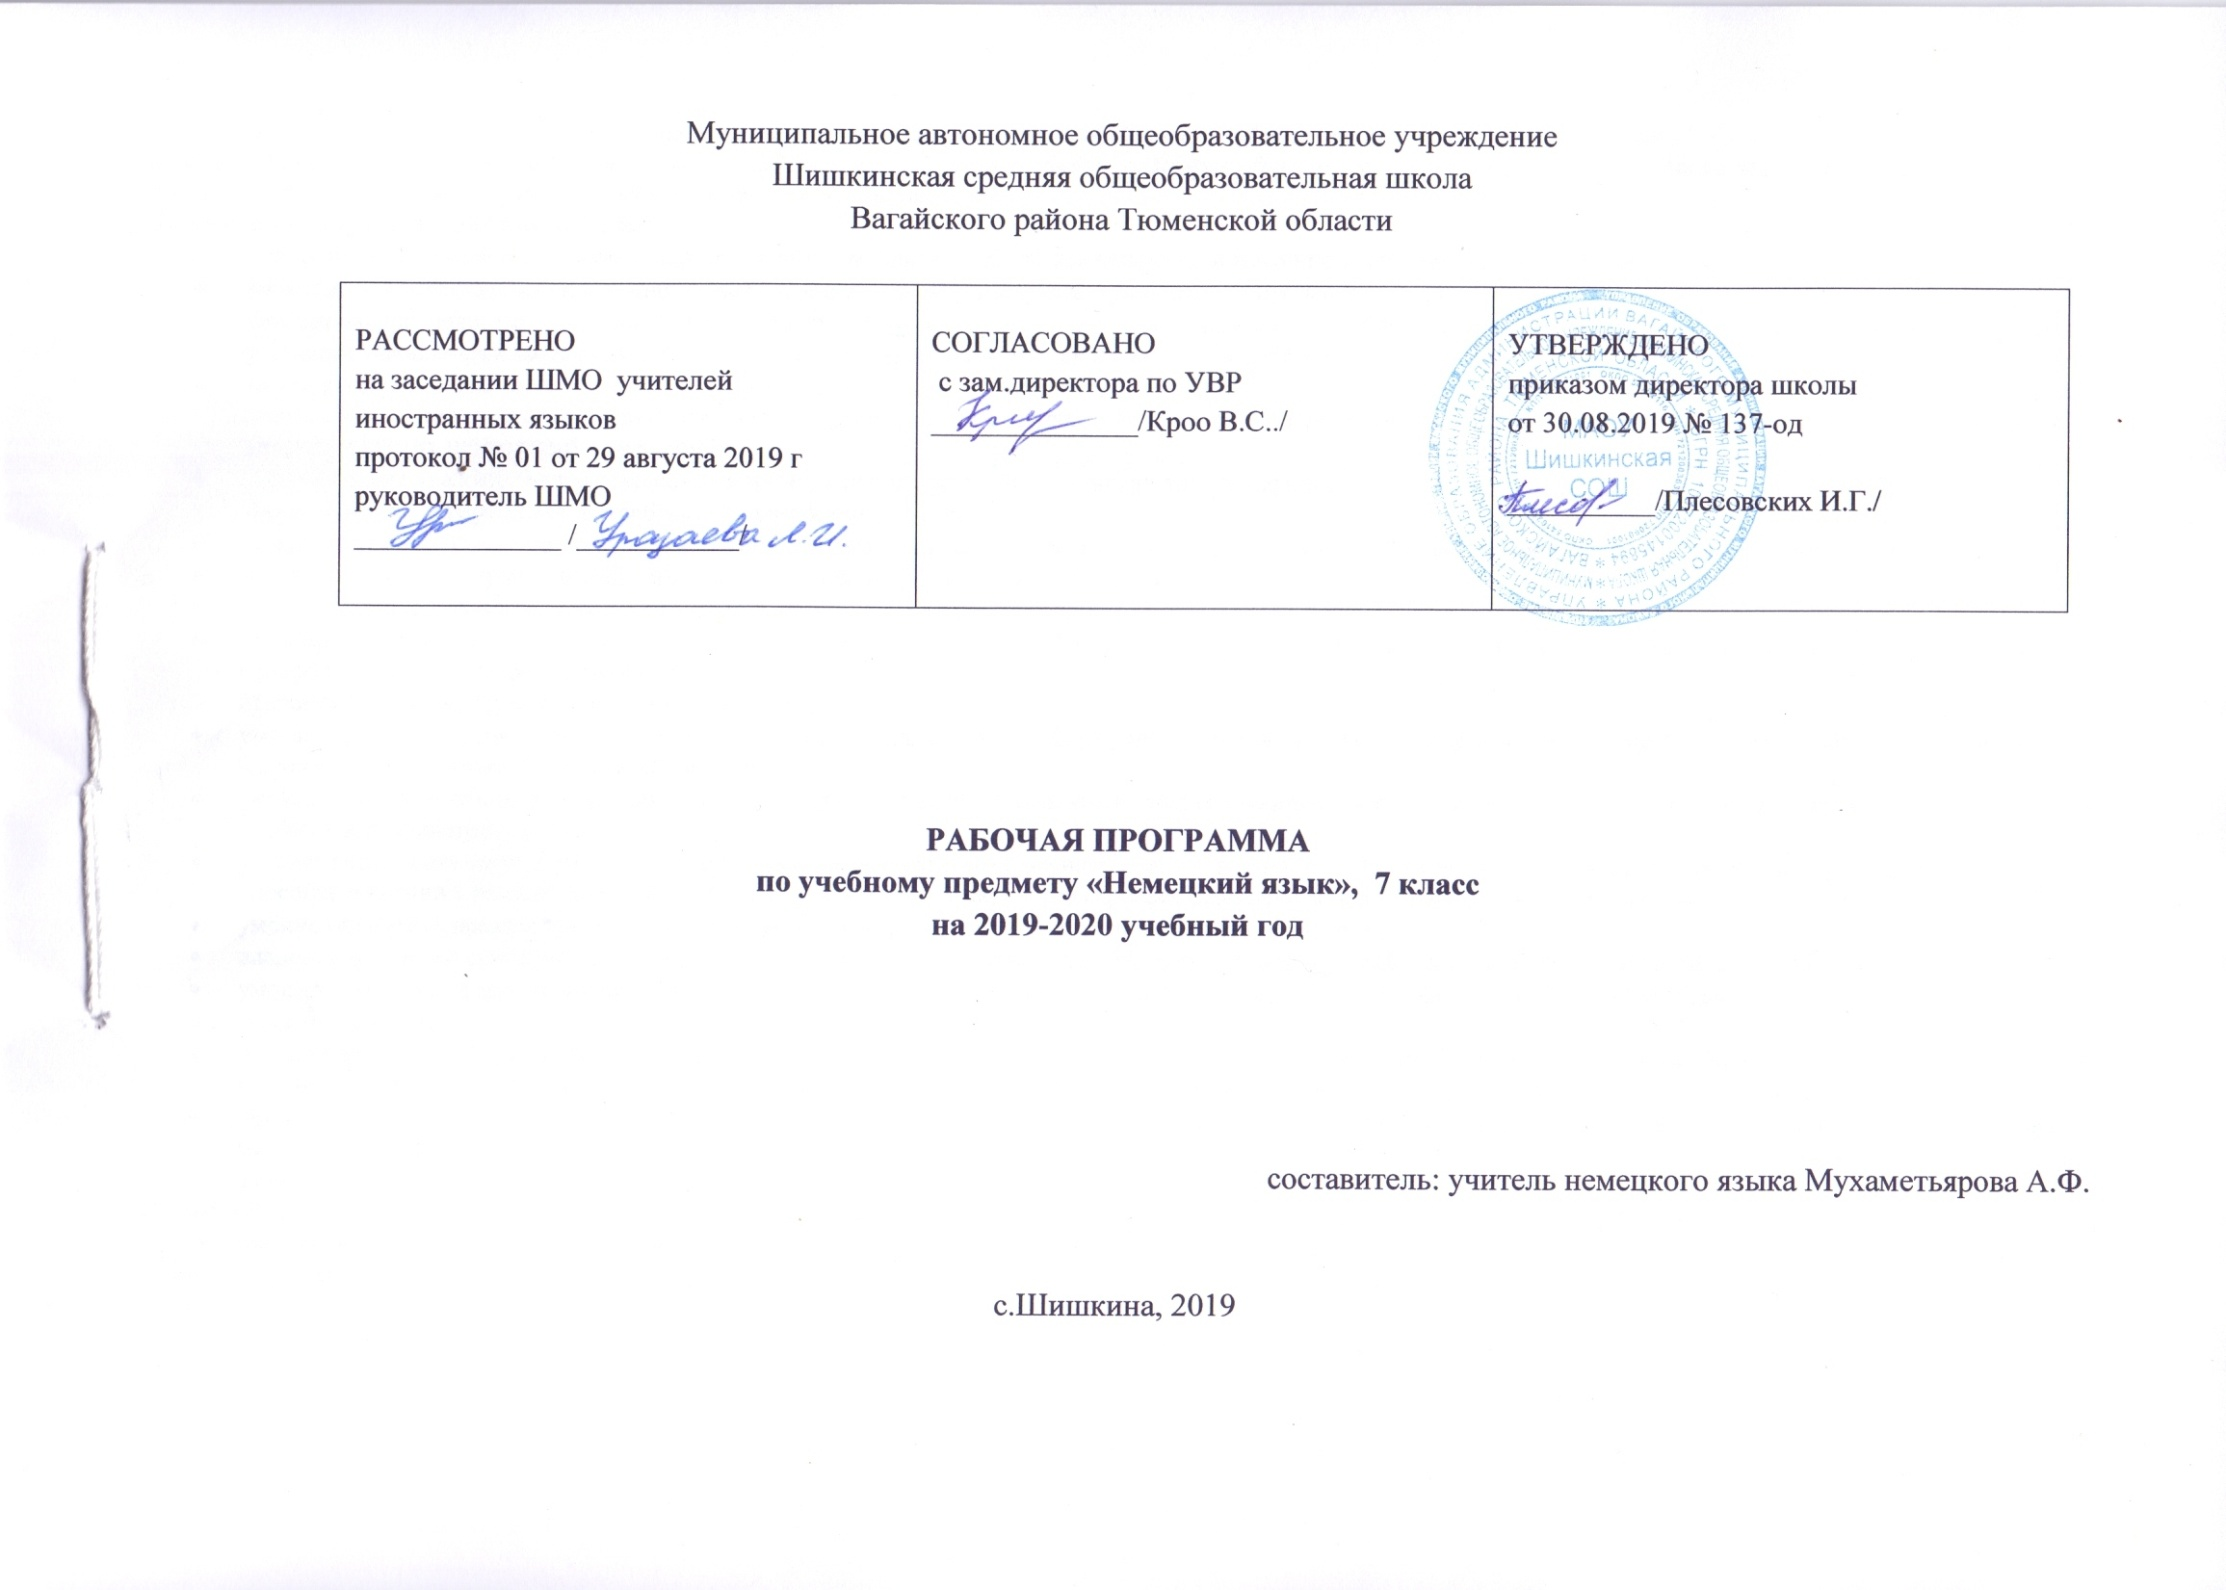 Муниципальное автономное общеобразовательное учреждение
Шишкинская средняя общеобразовательная школа
Вагайского района Тюменской области
РАССМОТРЕНО
на заседании ШМО  учителей
иностранных языков
протокол № 01 от 29 августа 2019 г
руководитель ШМО
_______________ /Уразаева Л.И.
СОГЛАСОВАНО
с зам.директора по УВР
_______________/Кроо В.С../
УТВЕРЖДЕНО
приказом директора школы
от 30.08.2019 № 137-од
МАОУ
Шишкинская
СОШ
___________/Плесовских И.Г./
РАБОЧАЯ ПРОГРАММА
по учебному предмету «Немецкий язык»,  7 класс
на 2019-2020 учебный год
составитель: учитель немецкого языка Мухаметьярова А.Ф.
с.Шишкина, 2019